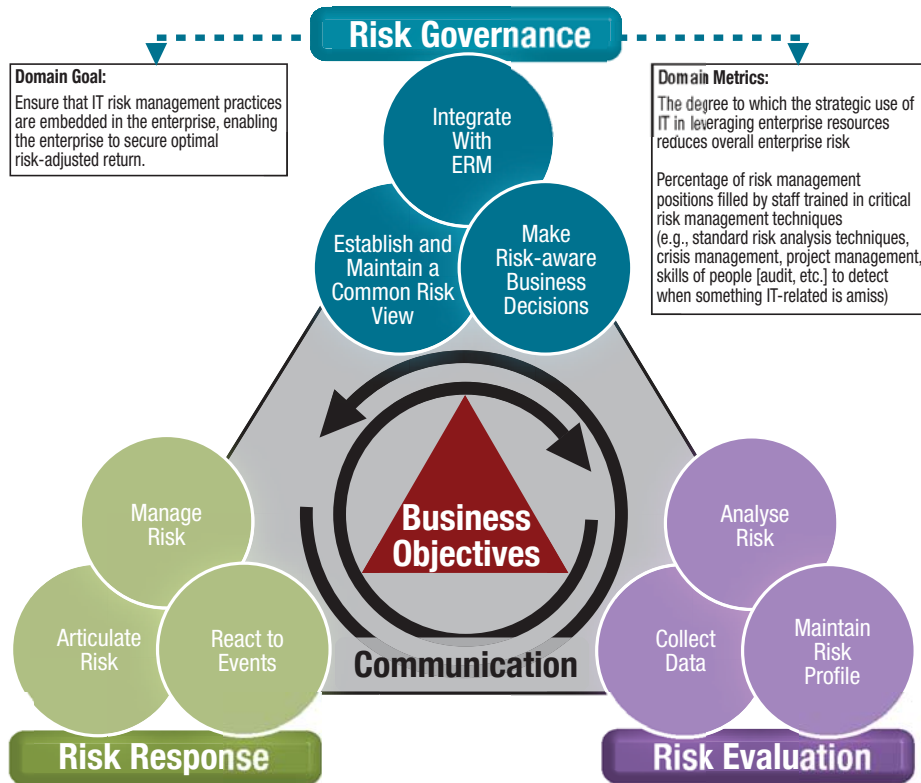 Risk Governance
Domain Goal:
Ensure that IT risk management practices
are embedded in the enterprise, enabling
the enterprise to secure optimal
risk-adjusted return.
Domain Metrics:
The degree to which the strategic use of
IT in leveraging enterprise resources
reduces overall enterprise risk
Percentage of risk management
positions filled by staff trained in critical
risk management techniques
(e.g., standard risk analysis techniques,
crisis management, project management,
skills of people [audit, etc.] to detect
when something IT-related is amiss)
Integrate
With
ERM
Establish and
Maintain a
Common Risk
View
Make
Risk-aware
Business
Decisions
Business
Objectives
Communication
Manage
Risk
Articulate
Risk
React to
Events
Risk Response
Analyse
Risk
Collect
Data
Maintain
Risk
Profile
Risk Evaluation